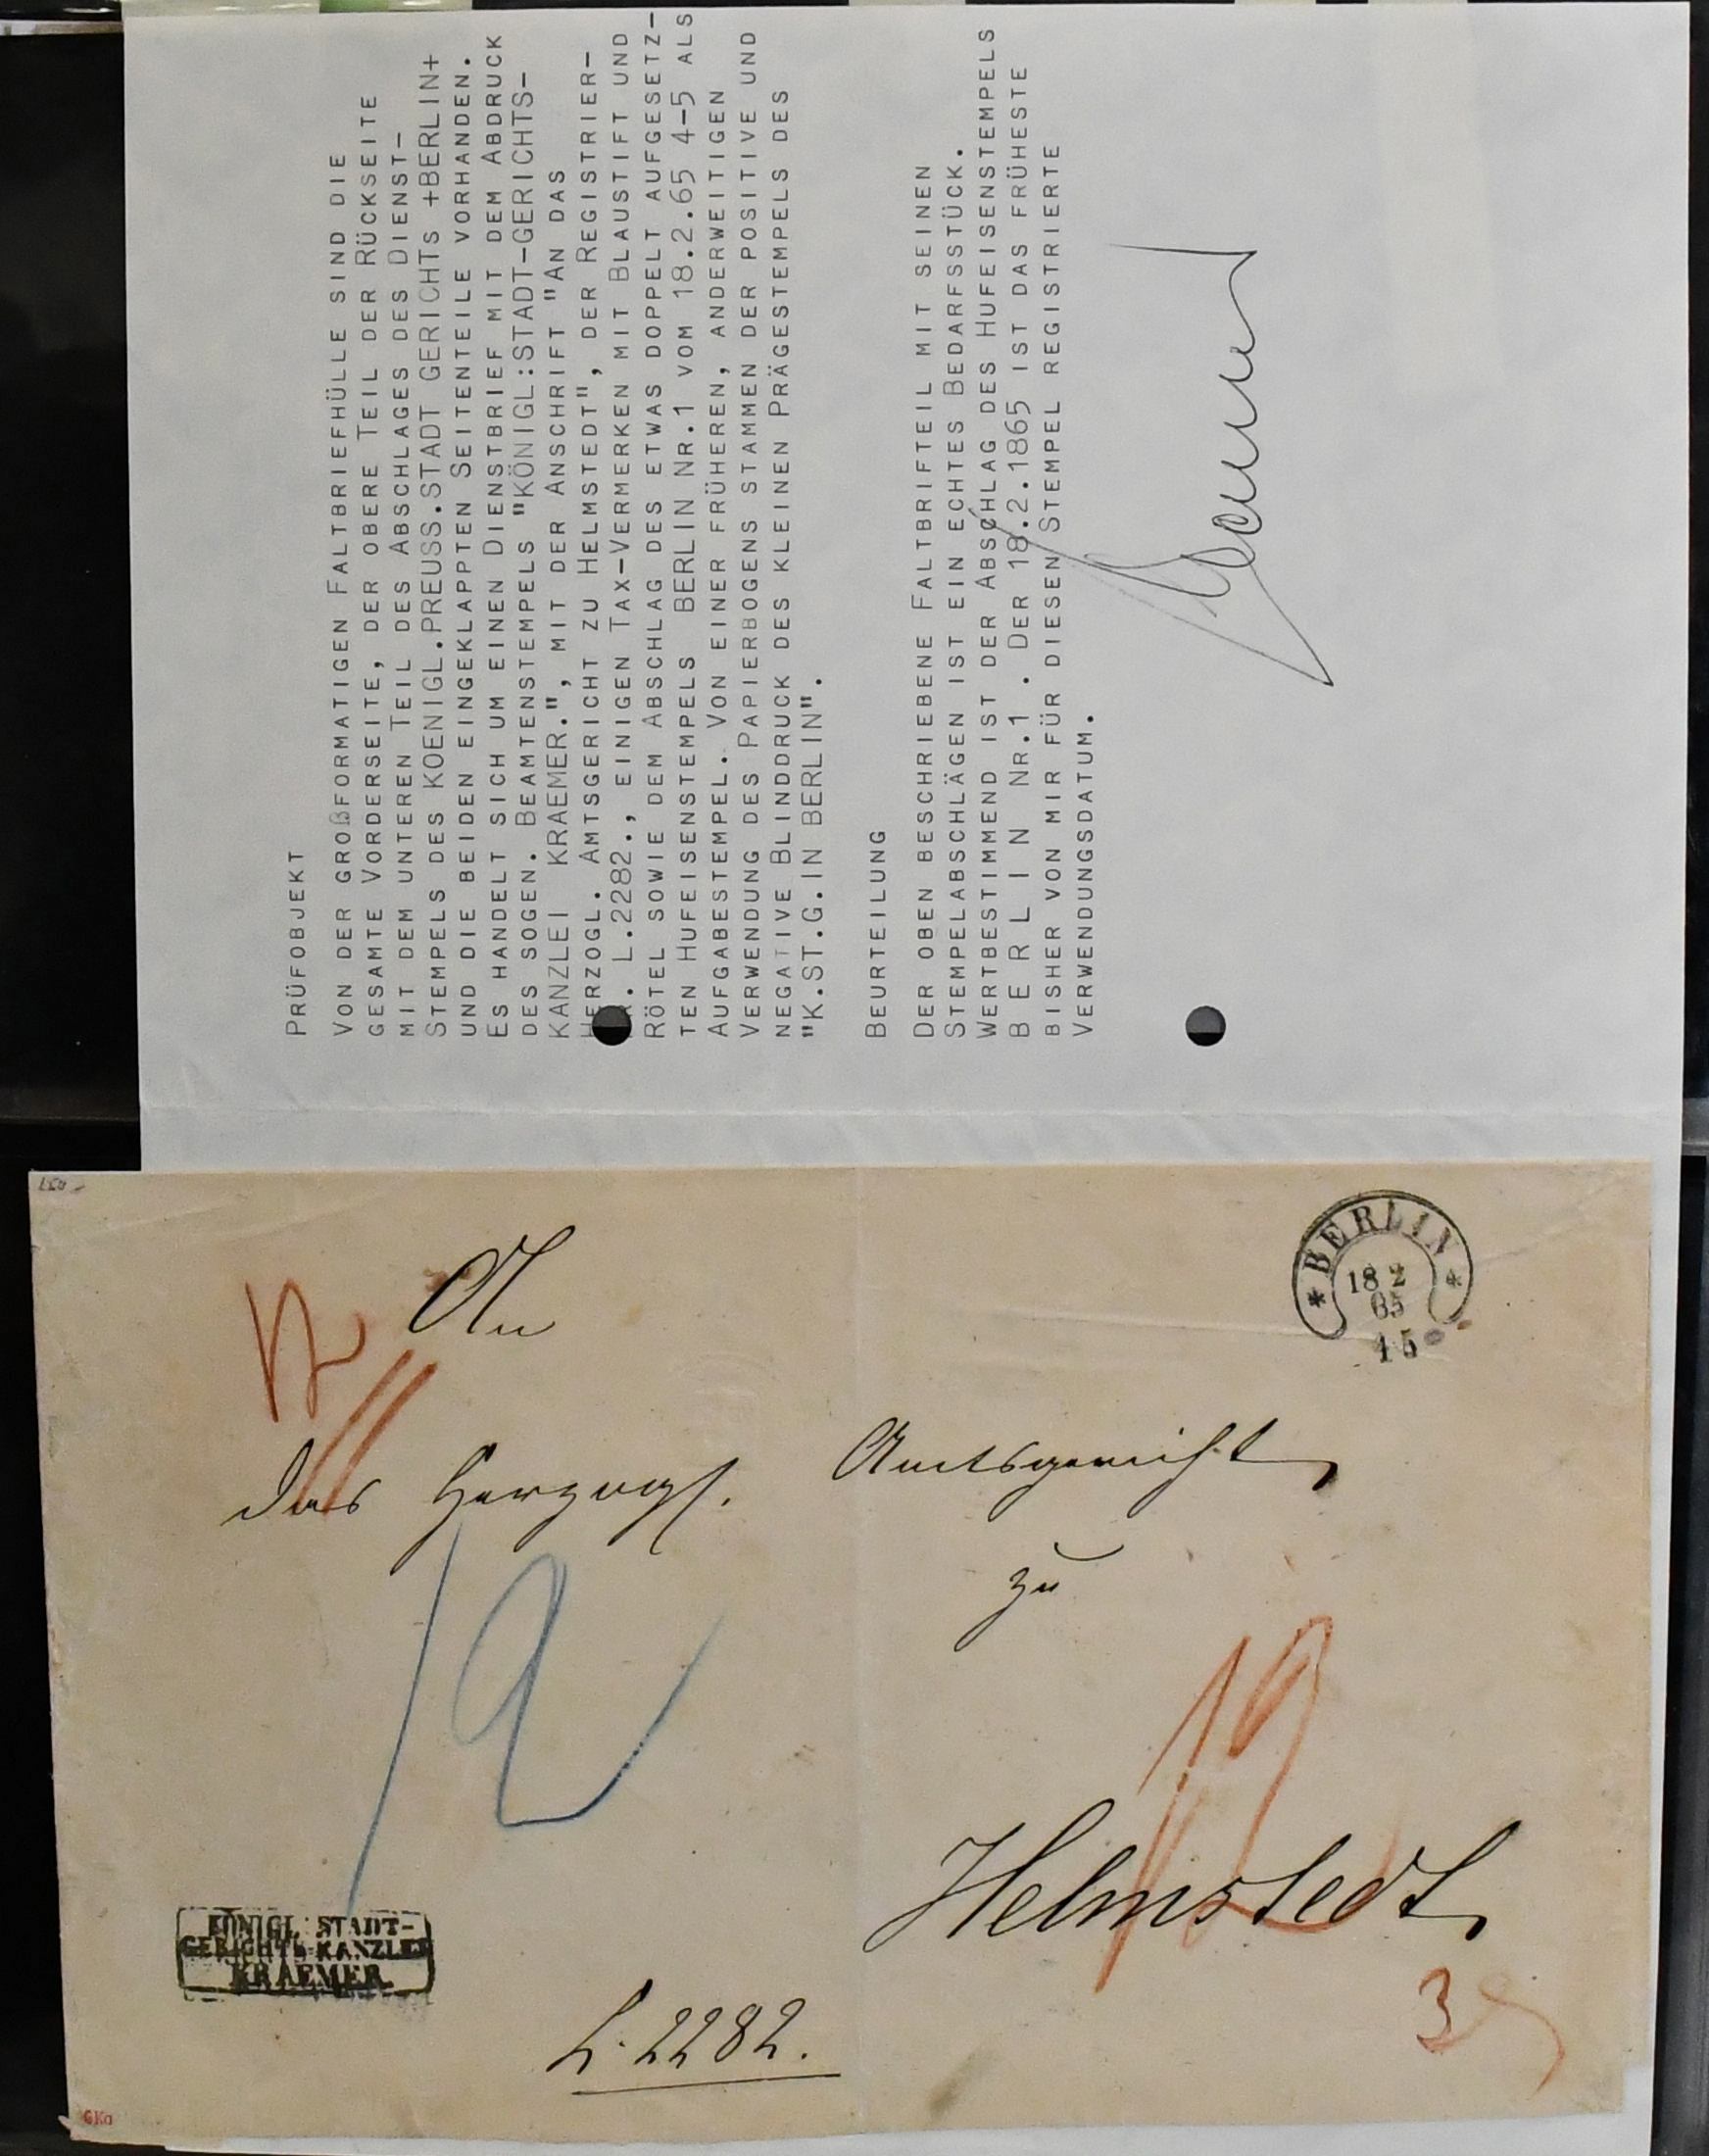 PRÜFOBJEKT
VON DER GROßFORMATIGEN FALTBRIEFHÜLLE SIND DIE
GESAMTE VORDERSEITE, DER OBERE TEIL DER RÜCKSEITE
MIT DEM UNTEREN TEIL DES ABSCHLAGES DES DIENST-
STEMPELS DES KOENIGL.PREUSS.STADT GERICHTS +BERLIN+
UND DIE BEIDEN EINGEKLAPPTEN SEITENTEILE VORHANDEN.
ES HANDELT SICH UM EINEN DIENSTBRIEF MIT DEM ABDRUCK
DES SOGEN. BEAMTENSTEMPELS "KÖNIGL:STADT-GERICHTS-
KANZLEI KRAEMER.", MIT DER ANSCHRIFT "AN DAS
HERZOGL. AMTSGERICHT ZU HELMSTEDT", DER REGISTRIER-
R. L.2282., EINIGEN TAX-VERMERKEN MIT BLAUSTIFT UND
RÖTEL SOWIE DEM ABSCHLAG DES ETWAS DOPPELT AUFGESETZ-
TEN HUFEISENSTEMPELS BERLIN NR.1 VOM 18.2.65 4-5 ALS
AUFGABESTEMPEL. VON EINER FRÜHEREN, ANDERWEITIGEN
VERWENDUNG DES PAPIERBOGENS STAMMEN DER POSITIVE UND
NEGATIVE BLINDDRUCK DES KLEINEN PRÄGESTEMPELS DES
"K.ST.G.IN BERLIN".
BEURTEILUNG
DER OBEN BESCHRIEBENE FALTBRIFTEIL MIT SEINEN
STEMPELABSCHLÄGEN IST EIN ECHTES BEDARFSSTÜCK.
WERTBESTIMMEND IST DER ABSCHLAG DES HUFEISENSTEMPELS
B E R L I N NR.1 . DER 18.2.1865 IST DAS FRÜHESTE
BISHER VON MIR FÜR DIESEN STEMPEL REGISTRIERTE
VERWENDUNGSDATUM.
* BERLIN *
18 2
65
4 5
An
das Herzogl. Amtsgericht
zu
12
12
Helmstedt
3
KÖNIGL: STADT-
GERICHTS-KANZLEI
KRAEMER.
L. 2282.
GKa